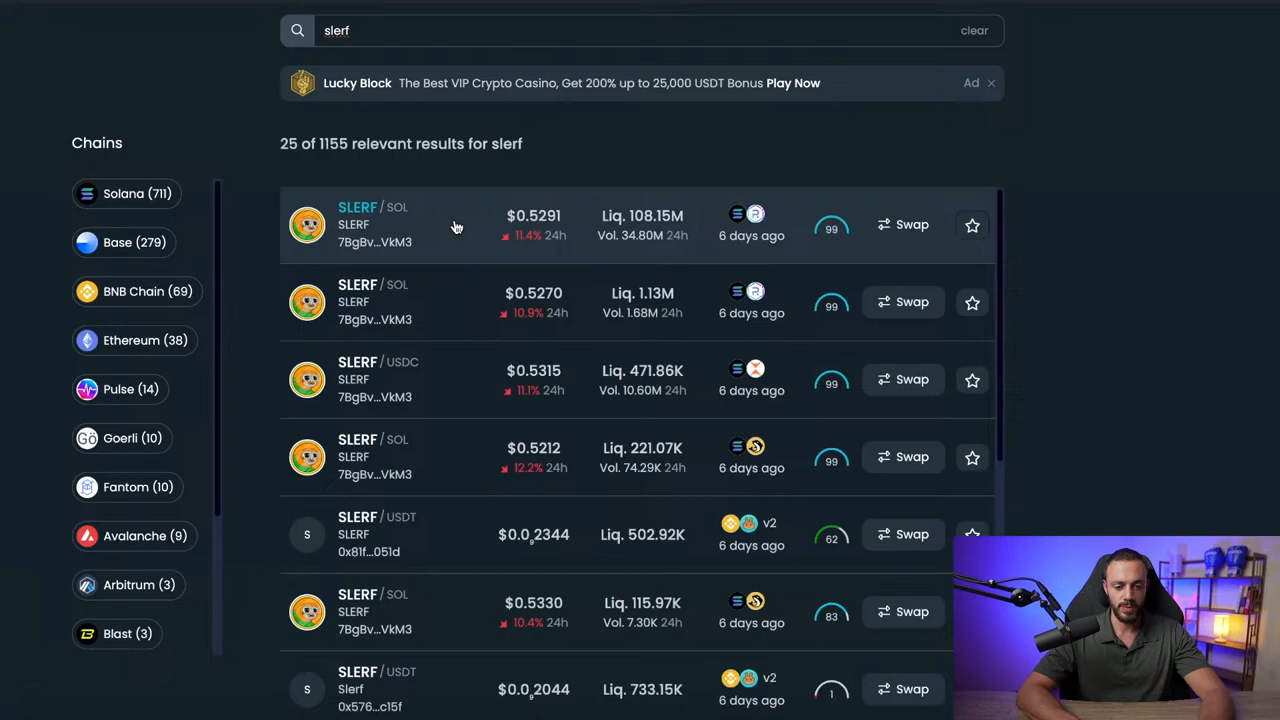 slerf
clear
Lucky Block The Best VIP Crypto Casino, Get 200% up to 25,000 USDT Bonus Play Now Ad
Chains
25 of 1155 relevant results for slerf
Solana (711)
Base (279)
BNB Chain (69)
Ethereum (38)
Pulse (14)
Gö Goerli (10)
Fantom (10)
Avalanche (9)
Arbitrum (3)
Blast (3)
SLERF / SOL
SLERF
7BgBv...VkM3
$0.5291
11.4% 24h
Liq. 108.15M
Vol. 34.80M 24h
6 days ago
99
Swap
SLERF / SOL
SLERF
7BgBv...VkM3
$0.5270
10.9% 24h
Liq. 1.13M
Vol. 1.68M 24h
6 days ago
99
Swap
SLERF / USDC
SLERF
7BgBv...VkM3
$0.5315
11.1% 24h
Liq. 471.86K
Vol. 10.60M 24h
6 days ago
99
Swap
SLERF / SOL
SLERF
7BgBv...VkM3
$0.5212
12.2% 24h
Liq. 221.07K
Vol. 74.29K 24h
6 days ago
99
Swap
S
SLERF / USDT
SLERF
0x81f...051d
$0.0₉2344
Liq. 502.92K
v2
6 days ago
62
Swap
SLERF / SOL
SLERF
7BgBv...VkM3
$0.5330
10.4% 24h
Liq. 115.97K
Vol. 7.30K 24h
6 days ago
83
Swap
S
SLERF / USDT
Slerf
0x576...c15f
$0.0₉2044
Liq. 733.15K
v2
6 days ago
1
Swap